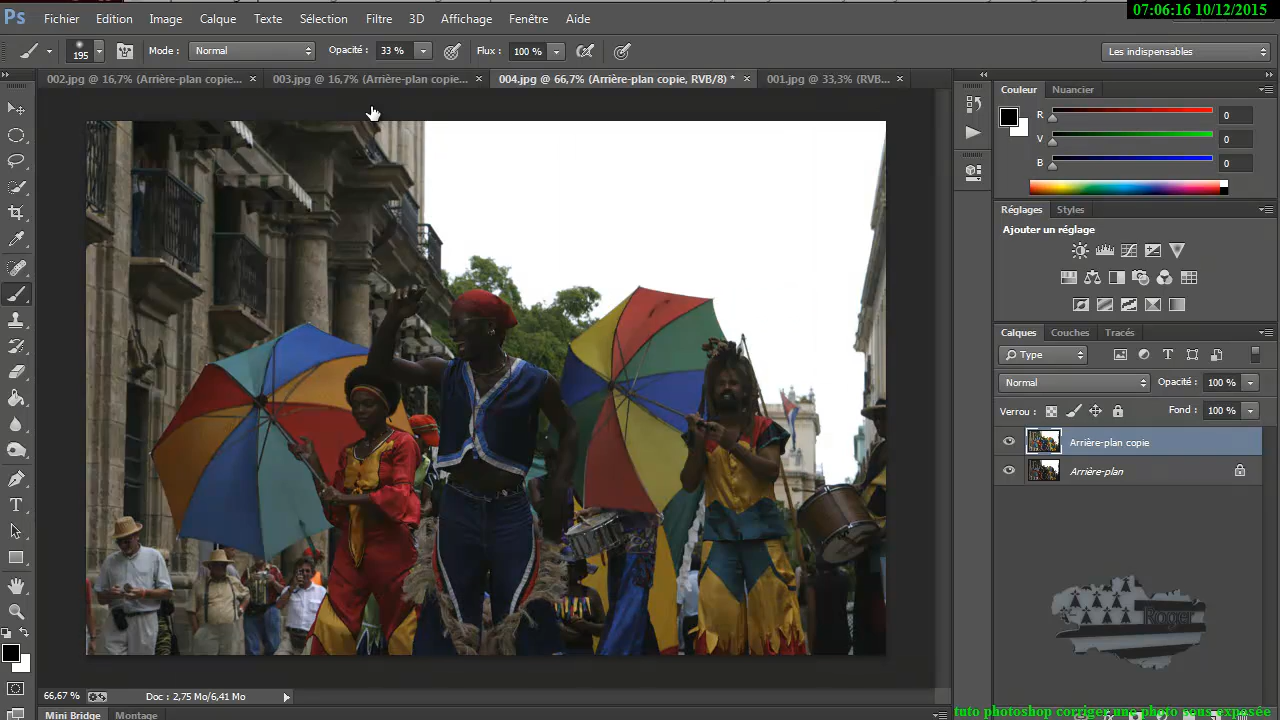 07:06:16 10/12/2015
Ps Fichier Edition Image Calque Texte Sélection Filtre 3D Affichage Fenêtre Aide
195 Mode : Normal Opacité : 33 % Flux : 100 % Les indispensables
002.jpg @ 16,7% (Arrière-plan copie... × 003.jpg @ 16,7% (Arrière-plan copie... × 004.jpg @ 66,7% (Arrière-plan copie, RVB/8) * × 001.jpg @ 33,3% (RVB... ×
Couleur Nuancier
R 0
V 0
B 0
Réglages Styles
Ajouter un réglage
Calques Couches Tracés
Type
Normal Opacité : 100 %
Verrou : Fond : 100 %
Arrière-plan copie
Arrière-plan
Roger
66,67 % Doc : 2,75 Mo/6,41 Mo
Mini Bridge Montage
tuto photoshop corriger une photo sous exposée